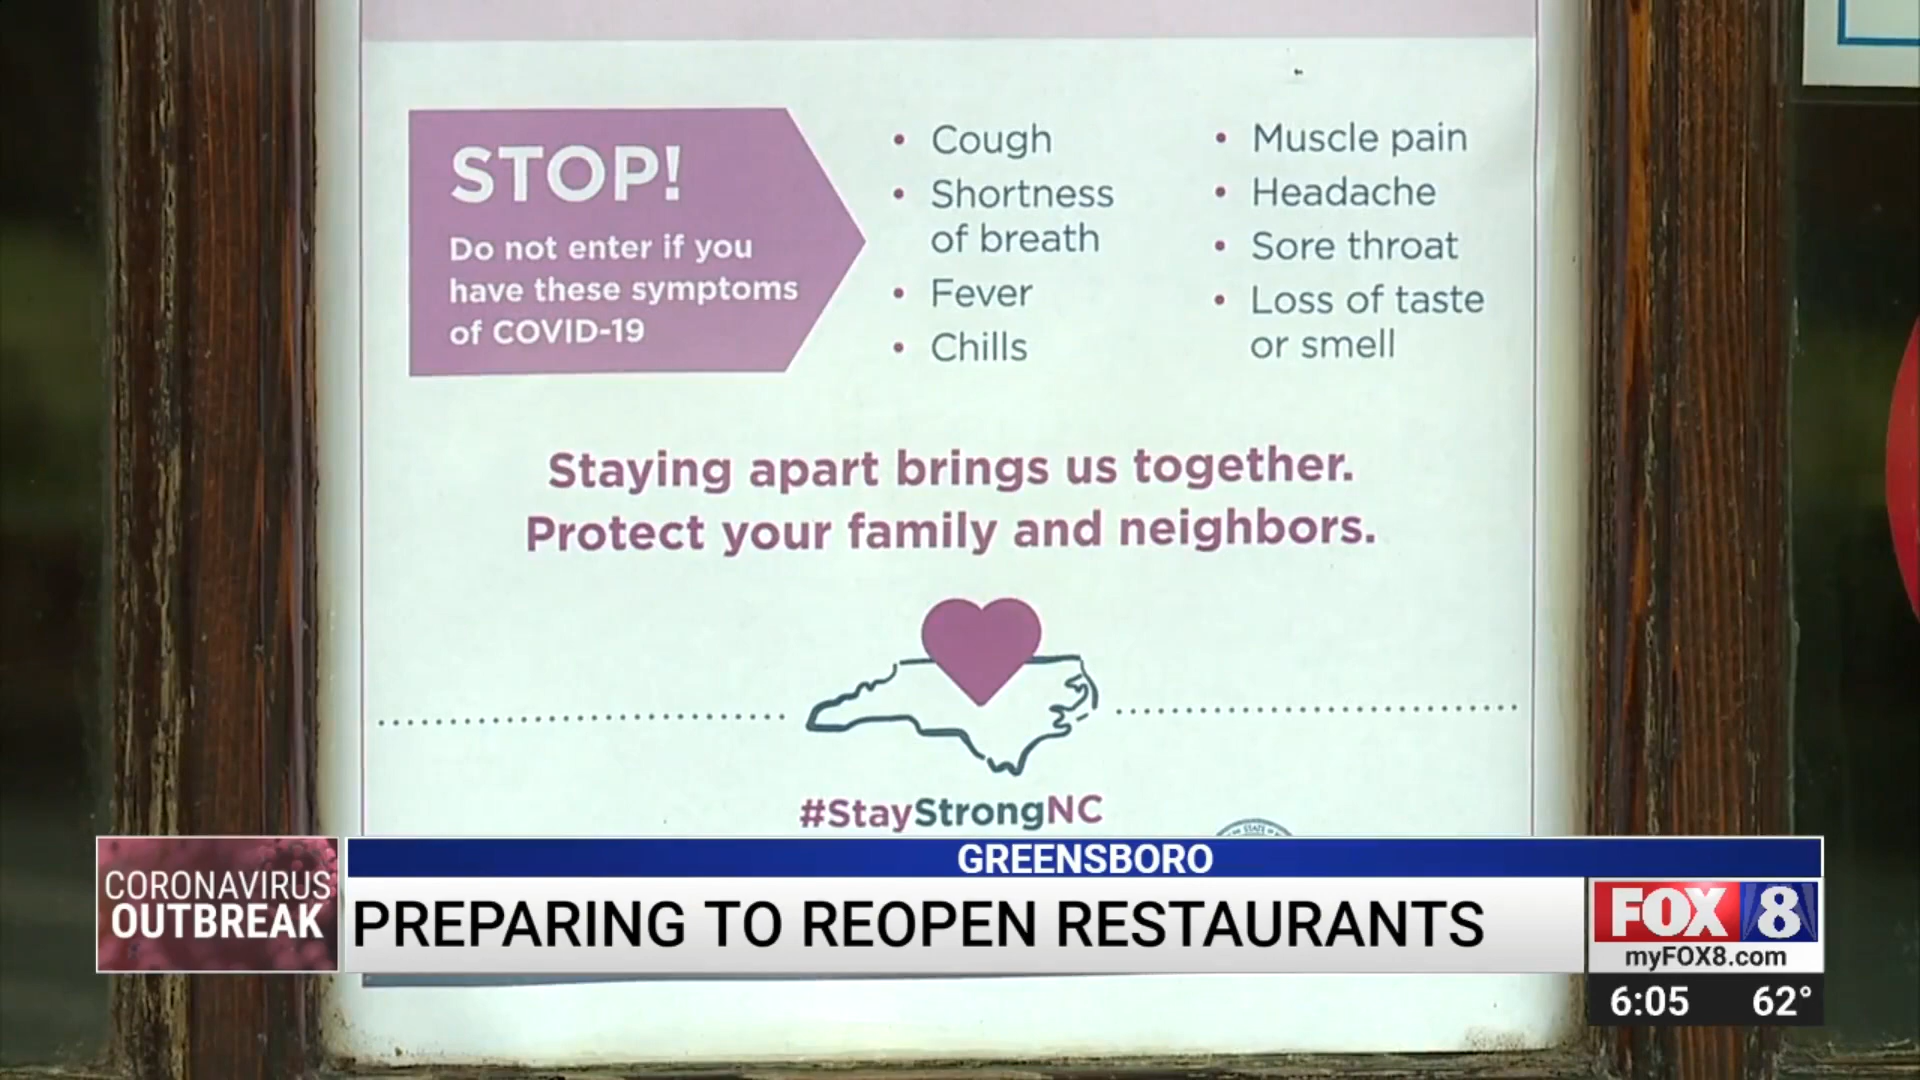 STOP!
Do not enter if you
have these symptoms
of COVID-19
• Cough
• Shortness
of breath
• Fever
• Chills
• Muscle pain
• Headache
• Sore throat
• Loss of taste
or smell
Staying apart brings us together.
Protect your family and neighbors.
#StayStrongNC
CORONAVIRUS
OUTBREAK
GREENSBORO
PREPARING TO REOPEN RESTAURANTS
FOX 8
myFOX8.com
6:05 62°